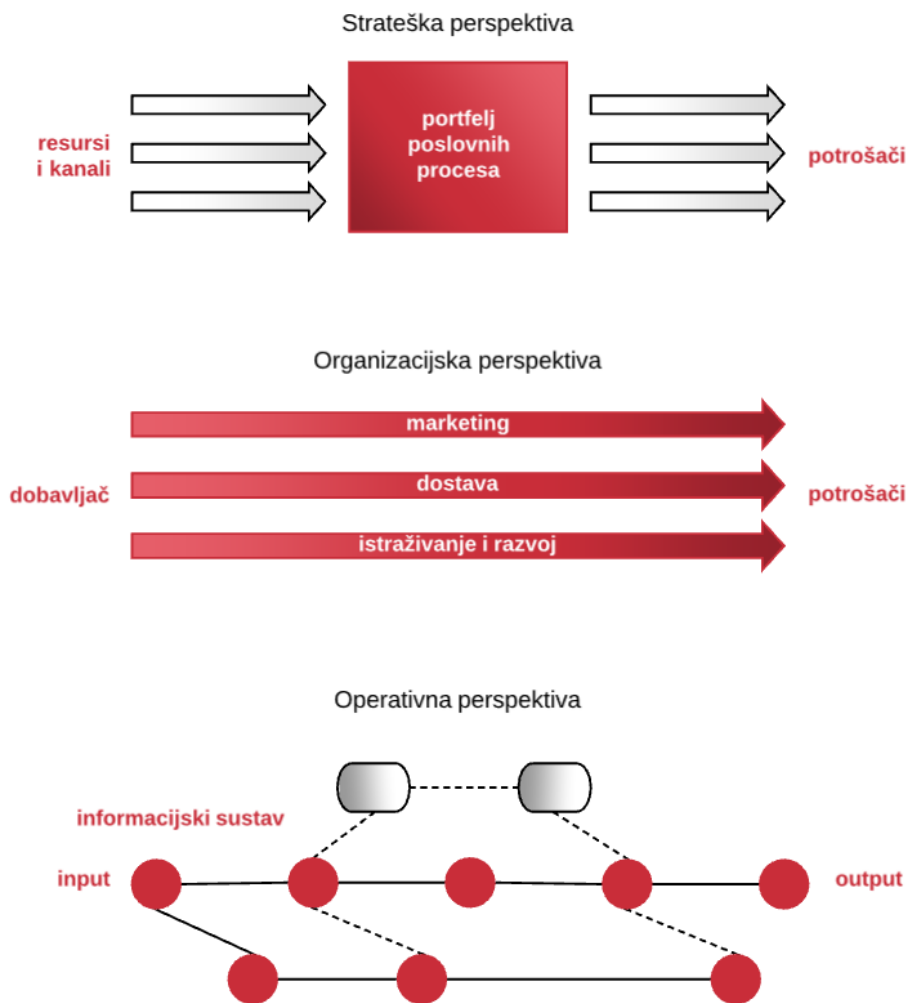 Strateška perspektiva
resursi
i kanali
portfelj
poslovnih
procesa
potrošači
Organizacijska perspektiva
marketing
dobavljač
dostava
potrošači
istraživanje i razvoj
Operativna perspektiva
informacijski sustav
input
output